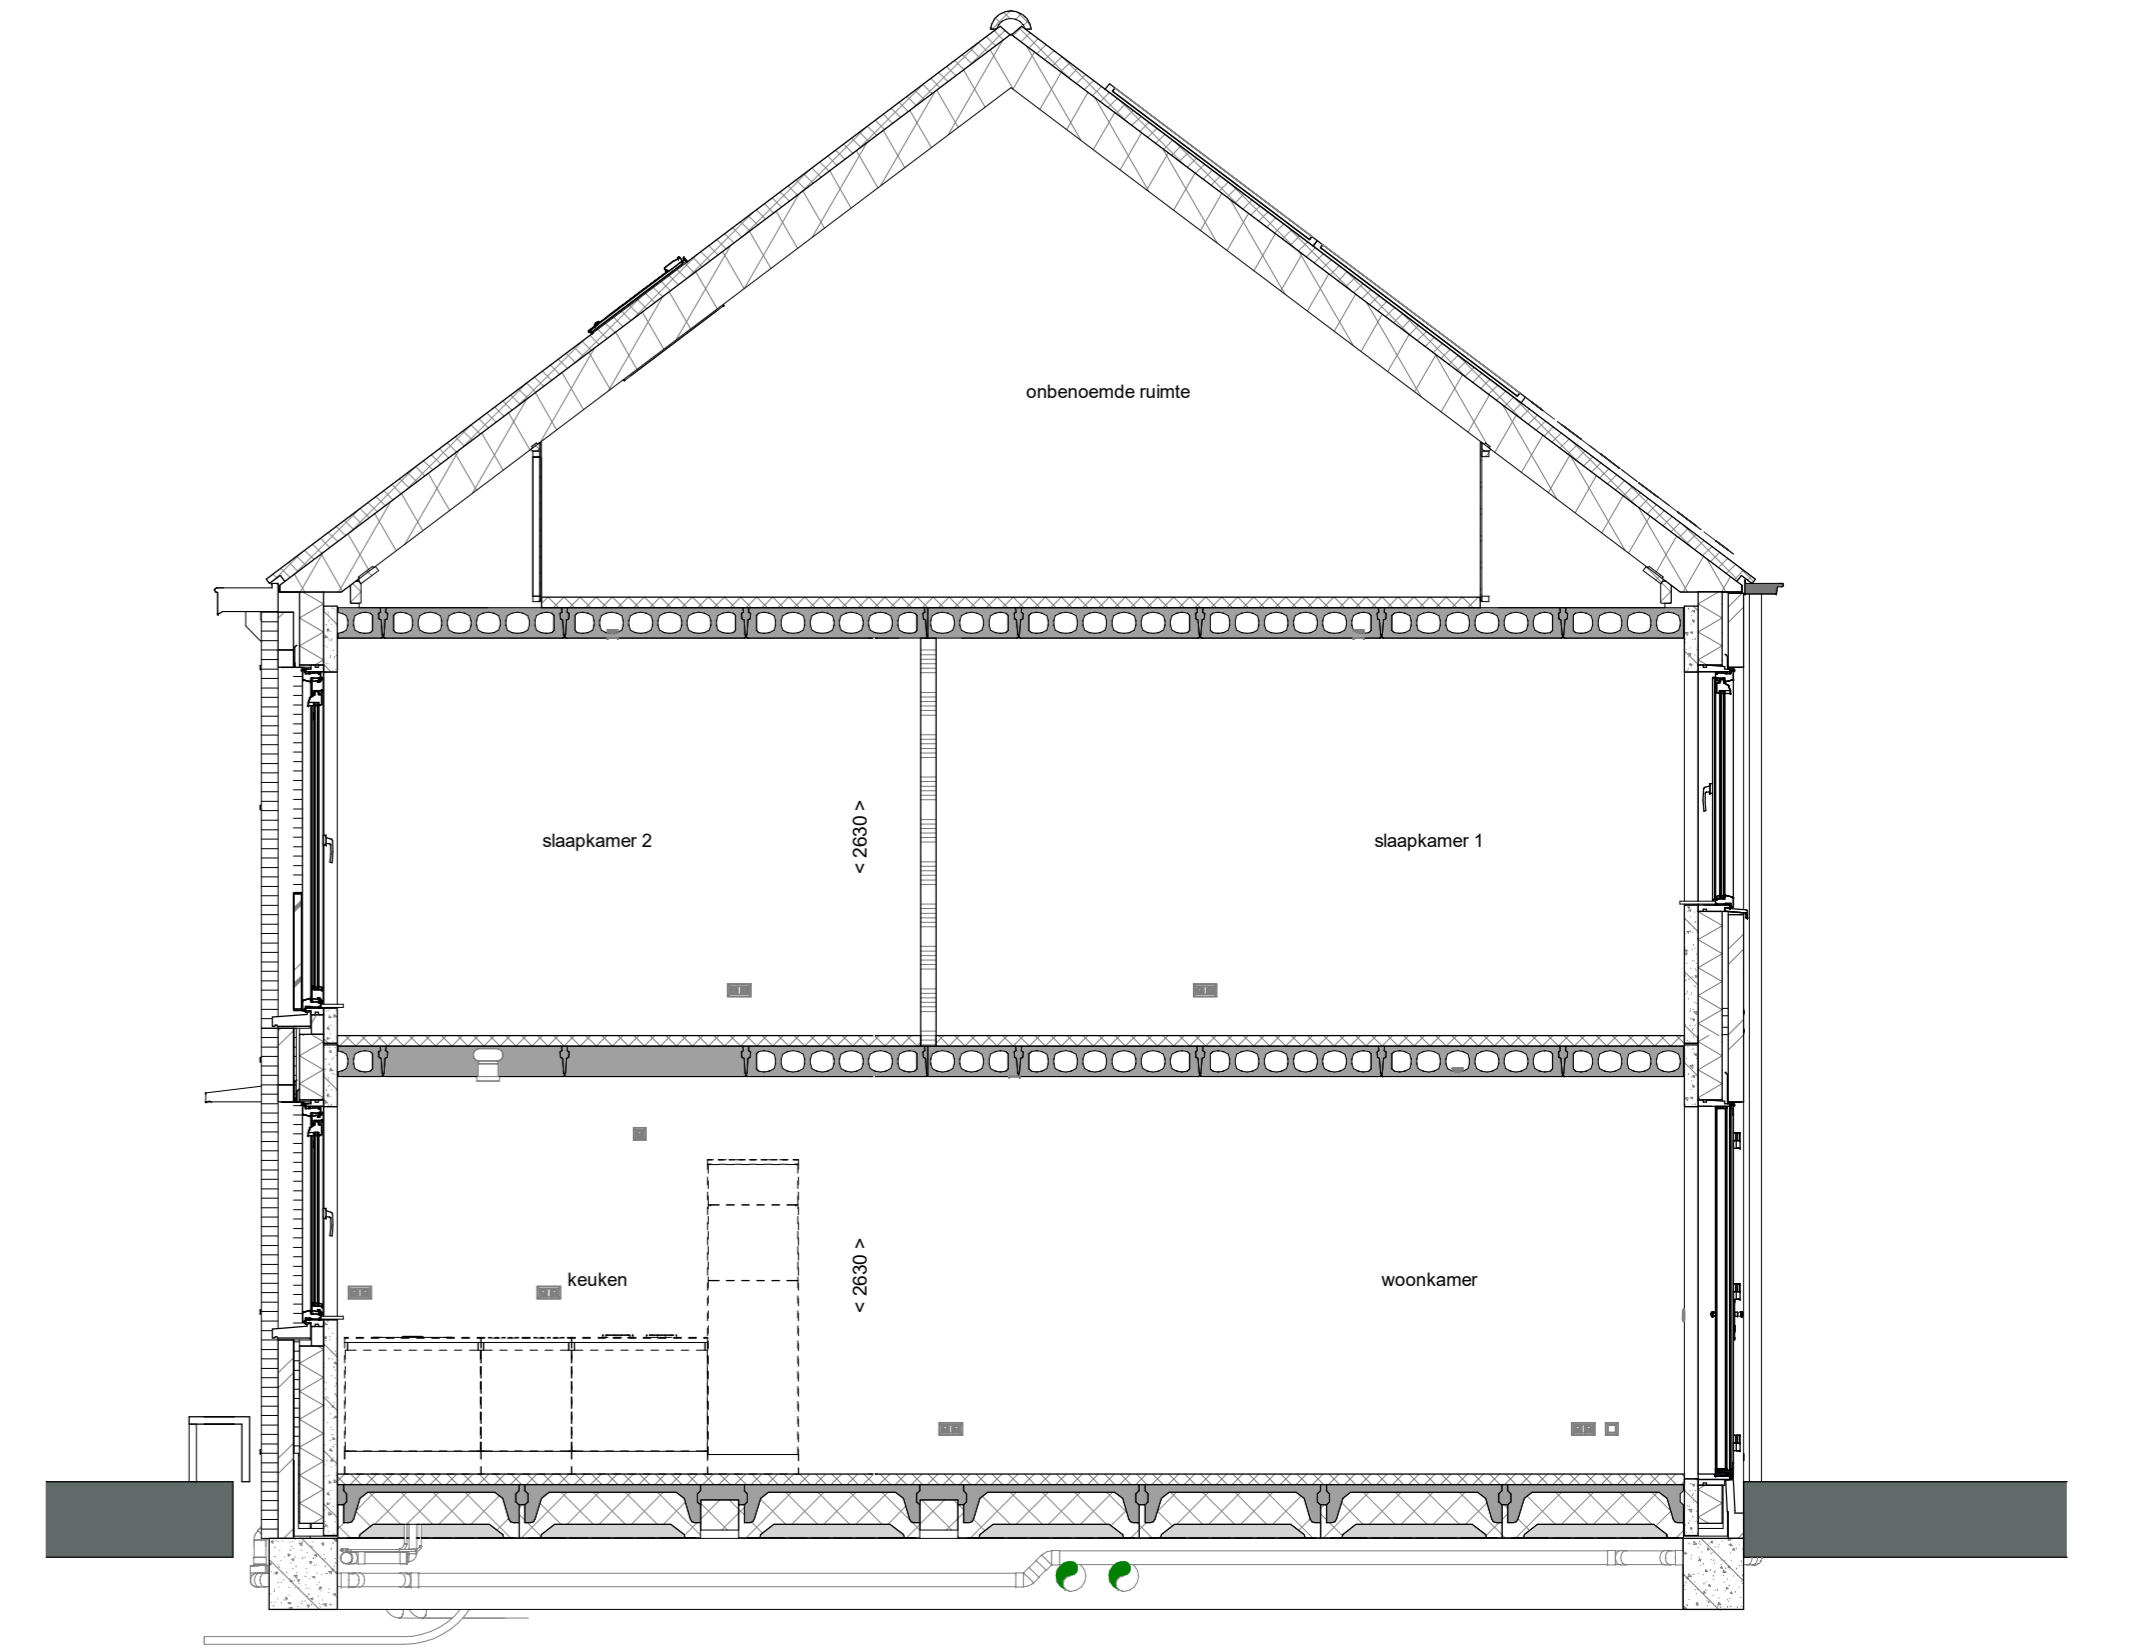 onbenoemde ruimte
slaapkamer 2
< 2630 >
slaapkamer 1
keuken
< 2630 >
woonkamer